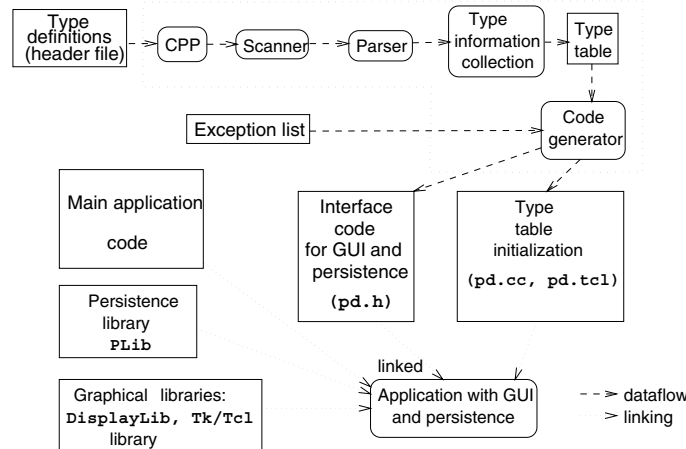 Type
definitions
(header file)
CPP
Scanner
Parser
Type
information
collection
Type
table
Exception list
Code
generator
Main application
code
Interface
code
for GUI and
persistence
(pd.h)
Type
table
initialization
(pd.cc, pd.tcl)
Persistence
library
PLib
Graphical libraries:
DisplayLib, Tk/Tcl
library
linked
Application with GUI
and persistence
dataflow
linking